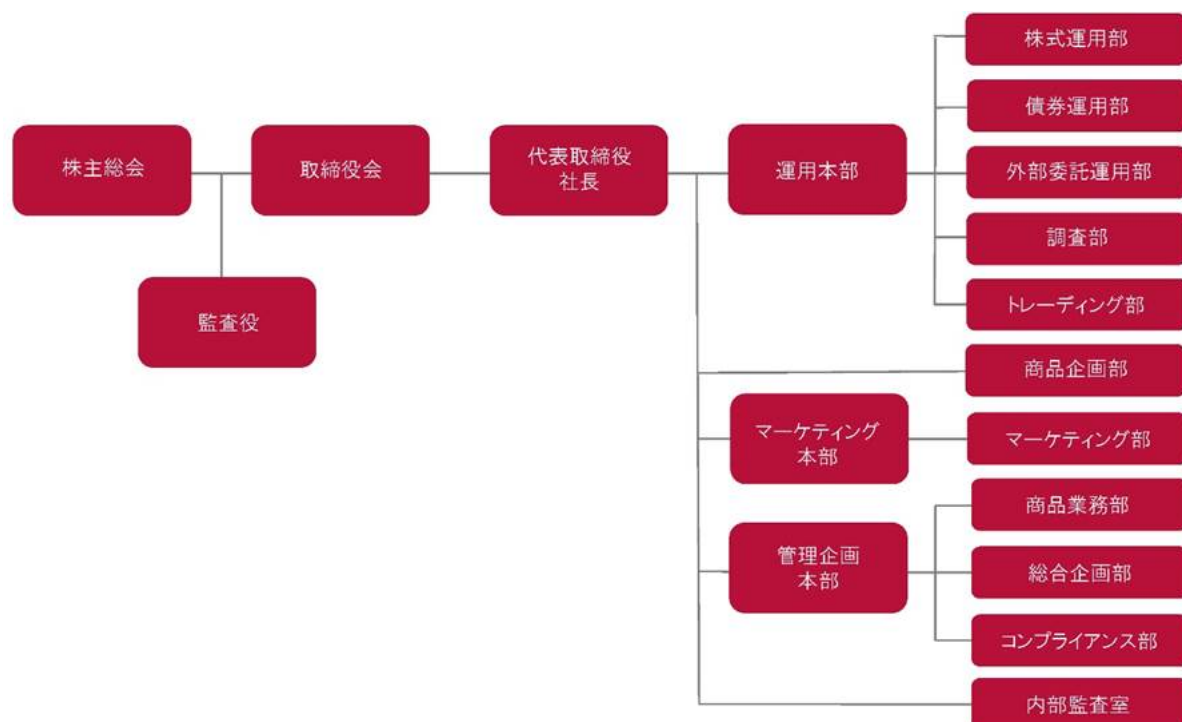 株主総会
取締役会
代表取締役
社長
監査役
運用本部
株式運用部
債券運用部
外部委託運用部
調査部
トレーディング部
商品企画部
マーケティング
本部
マーケティング部
管理企画
本部
商品業務部
総合企画部
コンプライアンス部
内部監査室